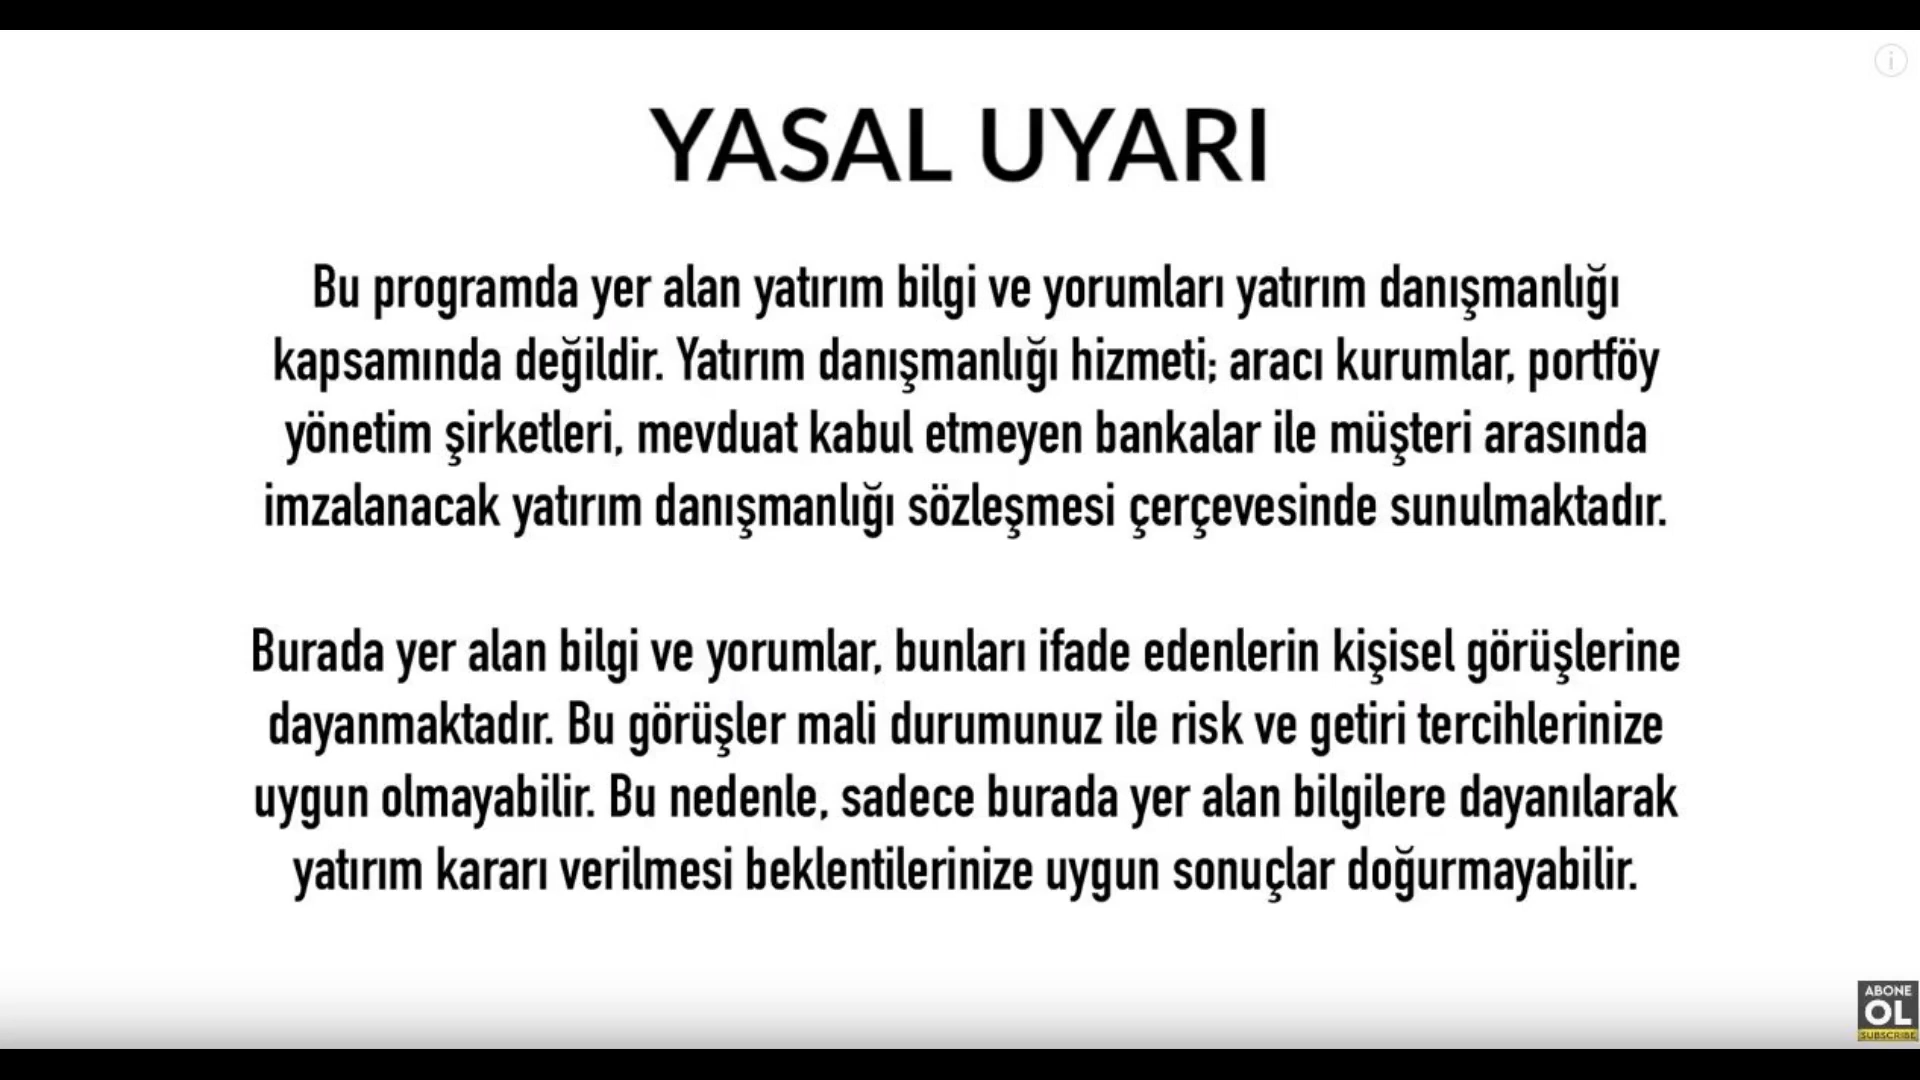 YASAL UYARI
Bu programda yer alan yatırım bilgi ve yorumları yatırım danışmanlığı
kapsamında değildir. Yatırım danışmanlığı hizmeti; aracı kurumlar, portföy
yönetim şirketleri, mevduat kabul etmeyen bankalar ile müşteri arasında
imzalanacak yatırım danışmanlığı sözleşmesi çerçevesinde sunulmaktadır.
Burada yer alan bilgi ve yorumlar, bunları ifade edenlerin kişisel görüşlerine
dayanmaktadır. Bu görüşler mali durumunuz ile risk ve getiri tercihlerinize
uygun olmayabilir. Bu nedenle, sadece burada yer alan bilgilere dayanılarak
yatırım kararı verilmesi beklentilerinize uygun sonuçlar doğurmayabilir.
ABONE
OL
SUBSCRIBE